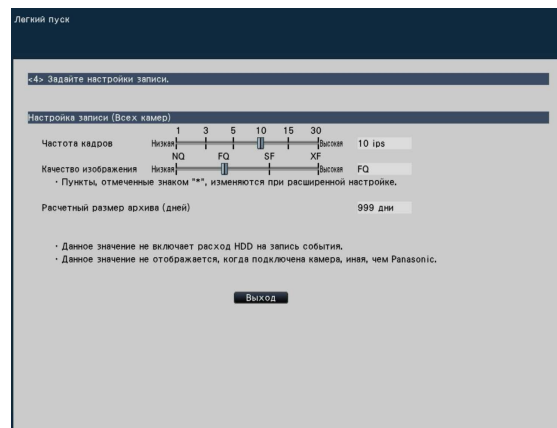 Легкий пуск
<4> Задайте настройки записи.
Настройка записи (Всех камер)
1 3 5 10 15 30
Частота кадров Низкая Высокая 10 ips
NQ FQ SF XF
Качество изображения Низкая Высокая FQ
・Пункты, отмеченные знаком "*", изменяются при расширенной настройке.
Расчетный размер архива (дней) 999 дни
・Данное значение не включает расход HDD на запись события.
・Данное значение не отображается, когда подключена камера, иная, чем Panasonic.
Выход